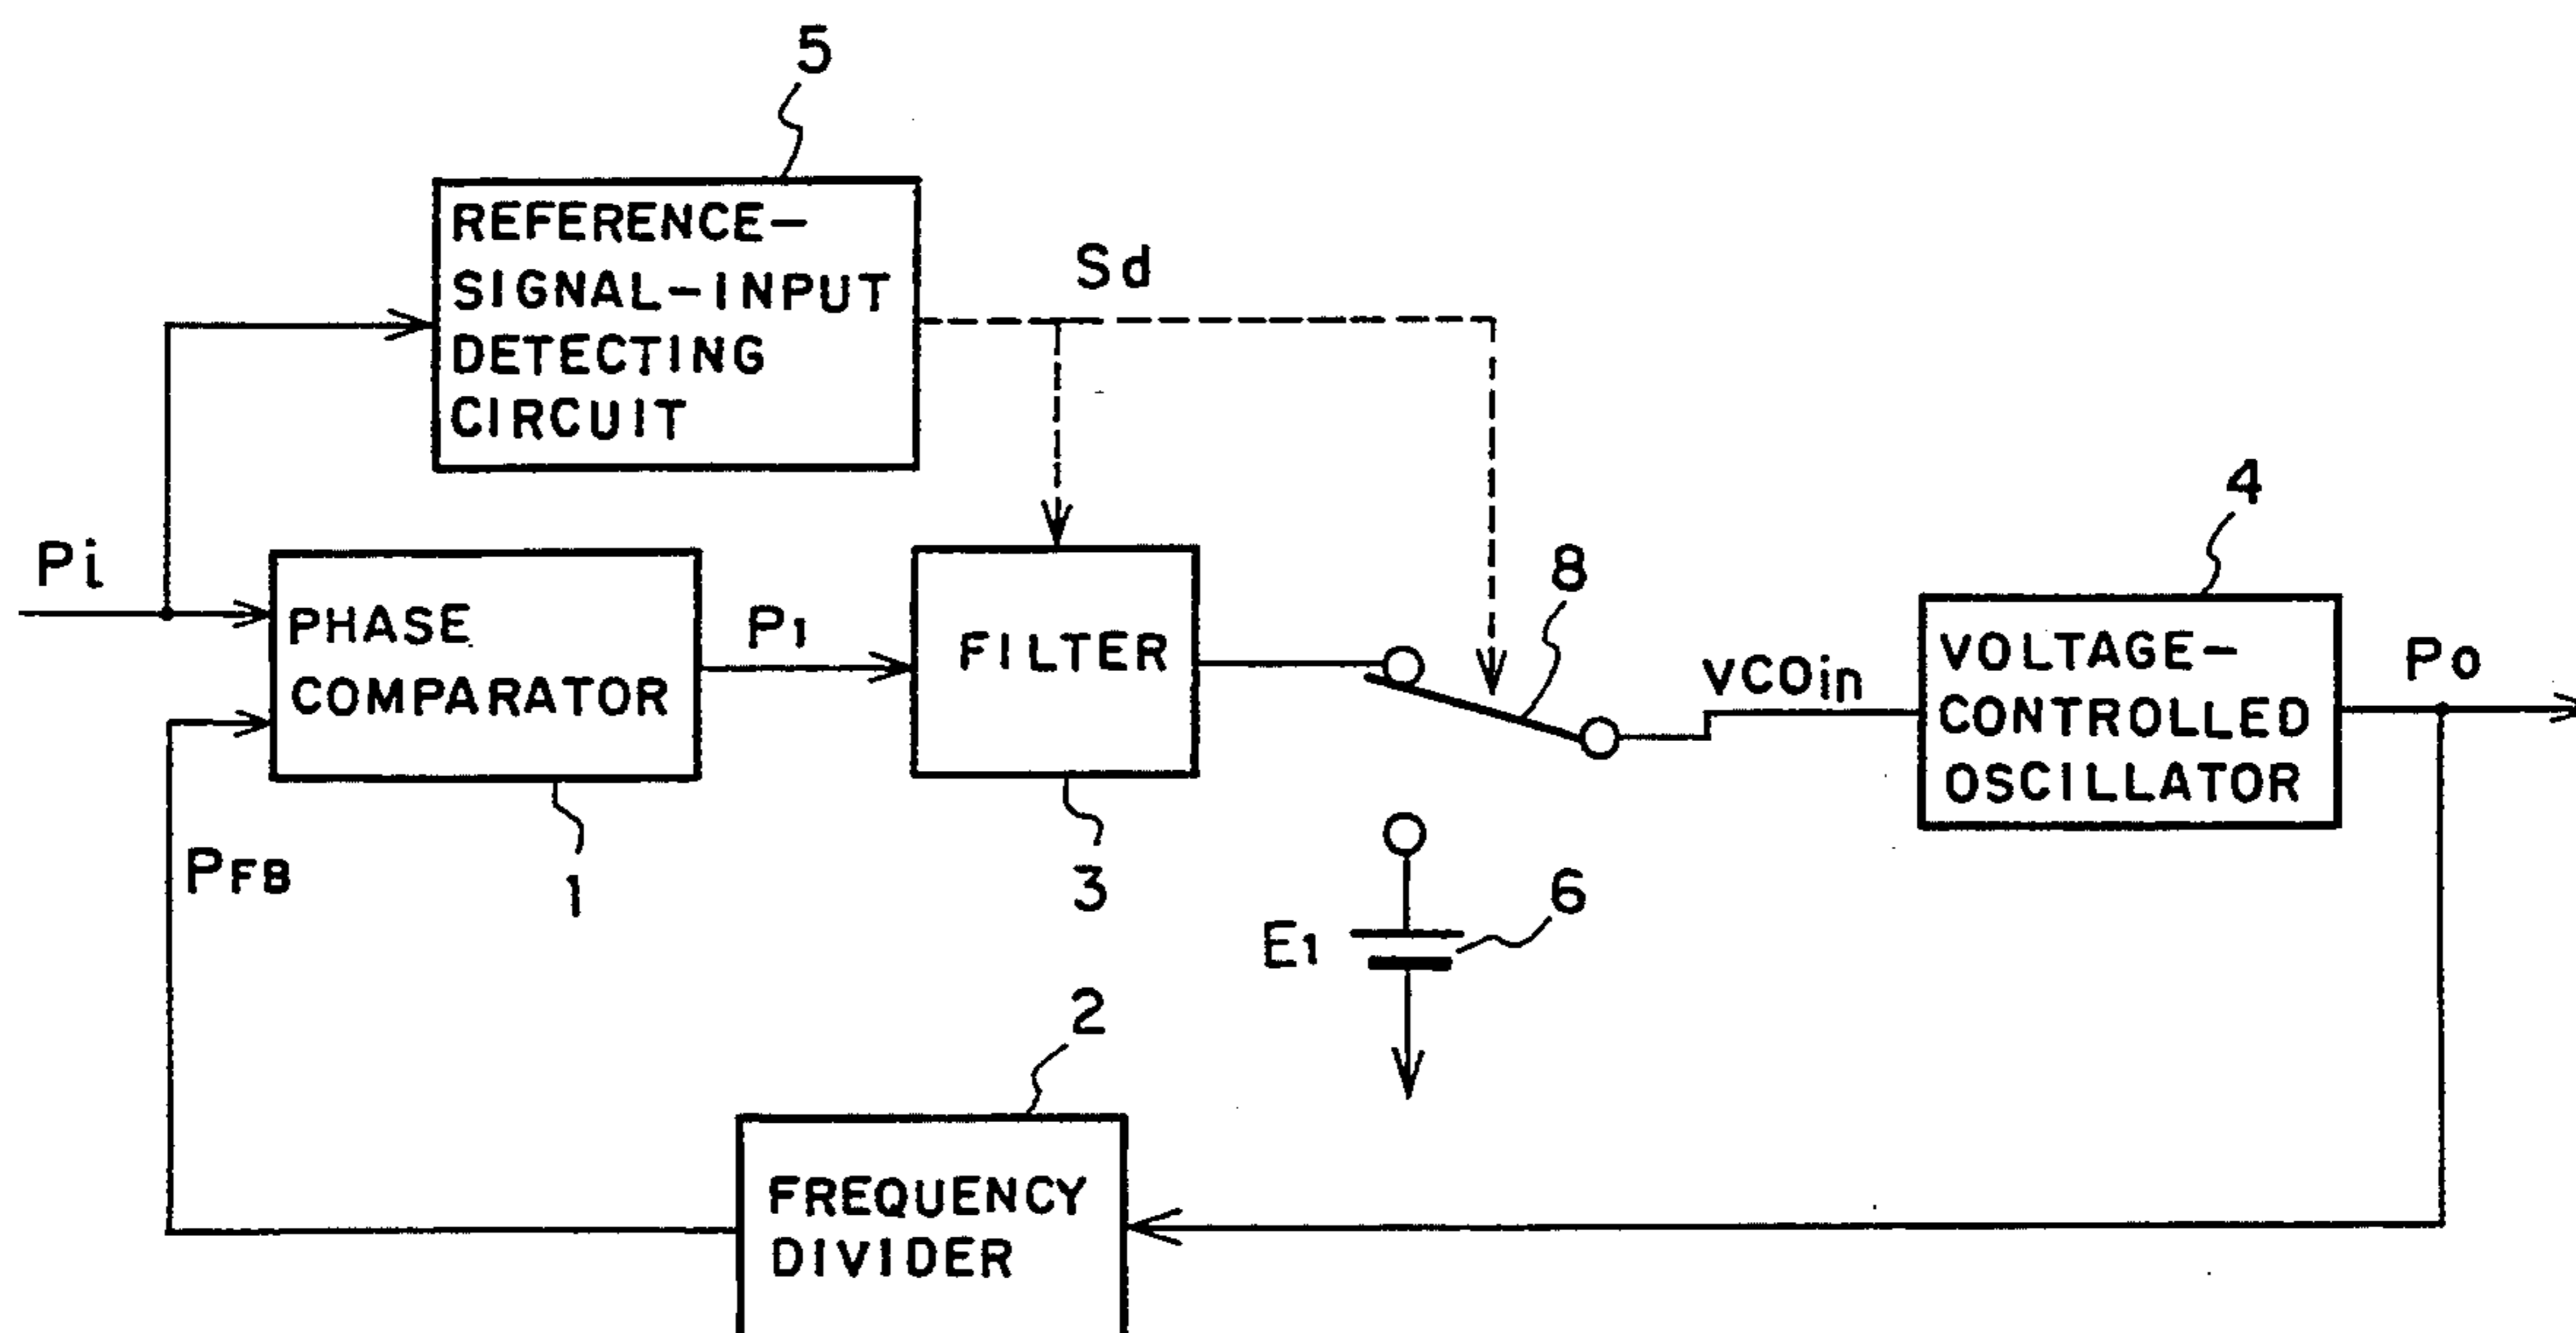 5
REFERENCE-
SIGNAL-INPUT
DETECTING
CIRCUIT
Sd
4
Pi
PHASE
COMPARATOR
P1
FILTER
8
VCOin
VOLTAGE-
CONTROLLED
OSCILLATOR
Po
PFB
1
3
E1
6
2
FREQUENCY
DIVIDER